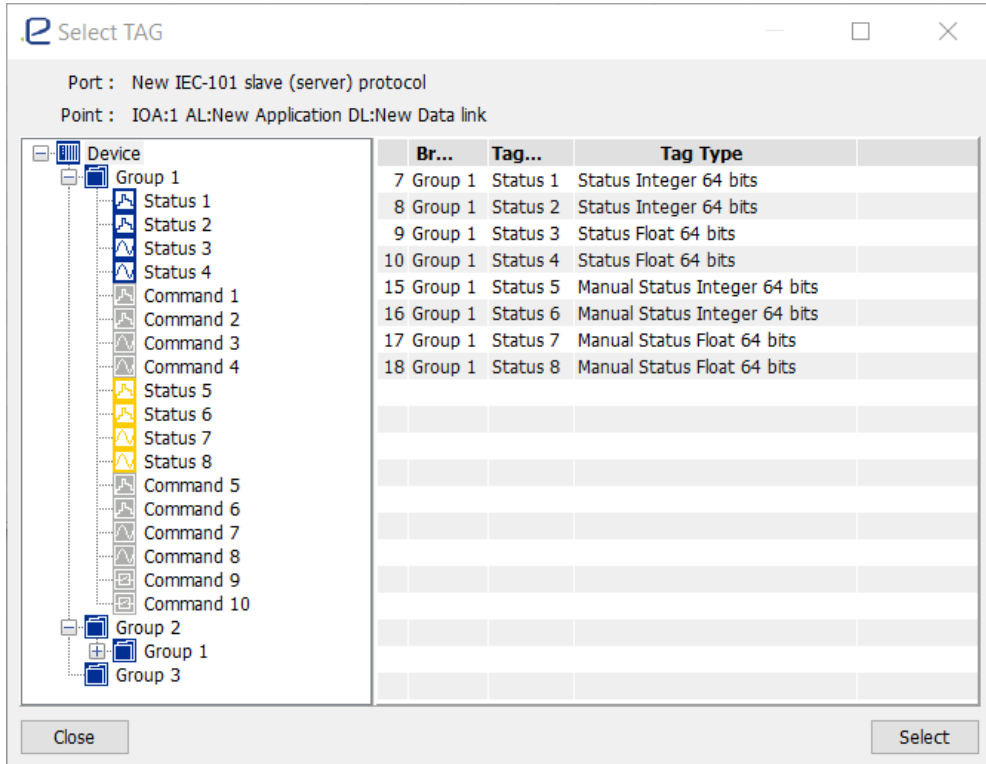 Select TAG
Port : New IEC-101 slave (server) protocol
Point : IOA:1 AL:New Application DL:New Data link
Device
Group 1
Status 1
Status 2
Status 3
Status 4
Command 1
Command 2
Command 3
Command 4
Status 5
Status 6
Status 7
Status 8
Command 5
Command 6
Command 7
Command 8
Command 9
Command 10
Group 2
Group 1
Group 3
Br... Tag... Tag Type
7 Group 1 Status 1 Status Integer 64 bits
8 Group 1 Status 2 Status Integer 64 bits
9 Group 1 Status 3 Status Float 64 bits
10 Group 1 Status 4 Status Float 64 bits
15 Group 1 Status 5 Manual Status Integer 64 bits
16 Group 1 Status 6 Manual Status Integer 64 bits
17 Group 1 Status 7 Manual Status Float 64 bits
18 Group 1 Status 8 Manual Status Float 64 bits
Close
Select